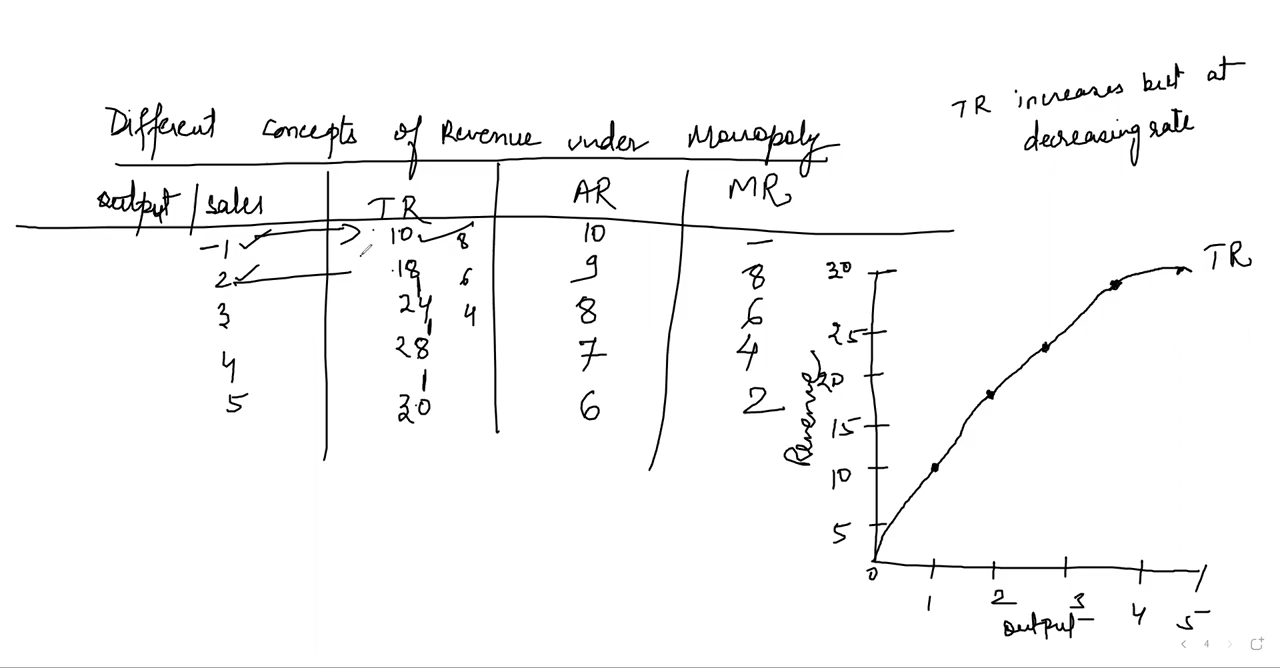 TR increases but at
decreasing rate
Different concepts of Revenue under Monopoly
output / sales TR AR MR
-1 10 8 10 -
2 18 6 9 8
3 24 4 8 6
4 28 7 4
5 30 6 2
TR
30
25
20
15
10
5
0
Revenue
1 2 3 4 5
output
4